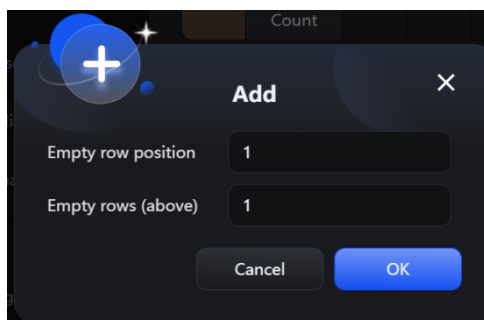 Count
Add
Empty row position 1
Empty rows (above) 1
Cancel OK